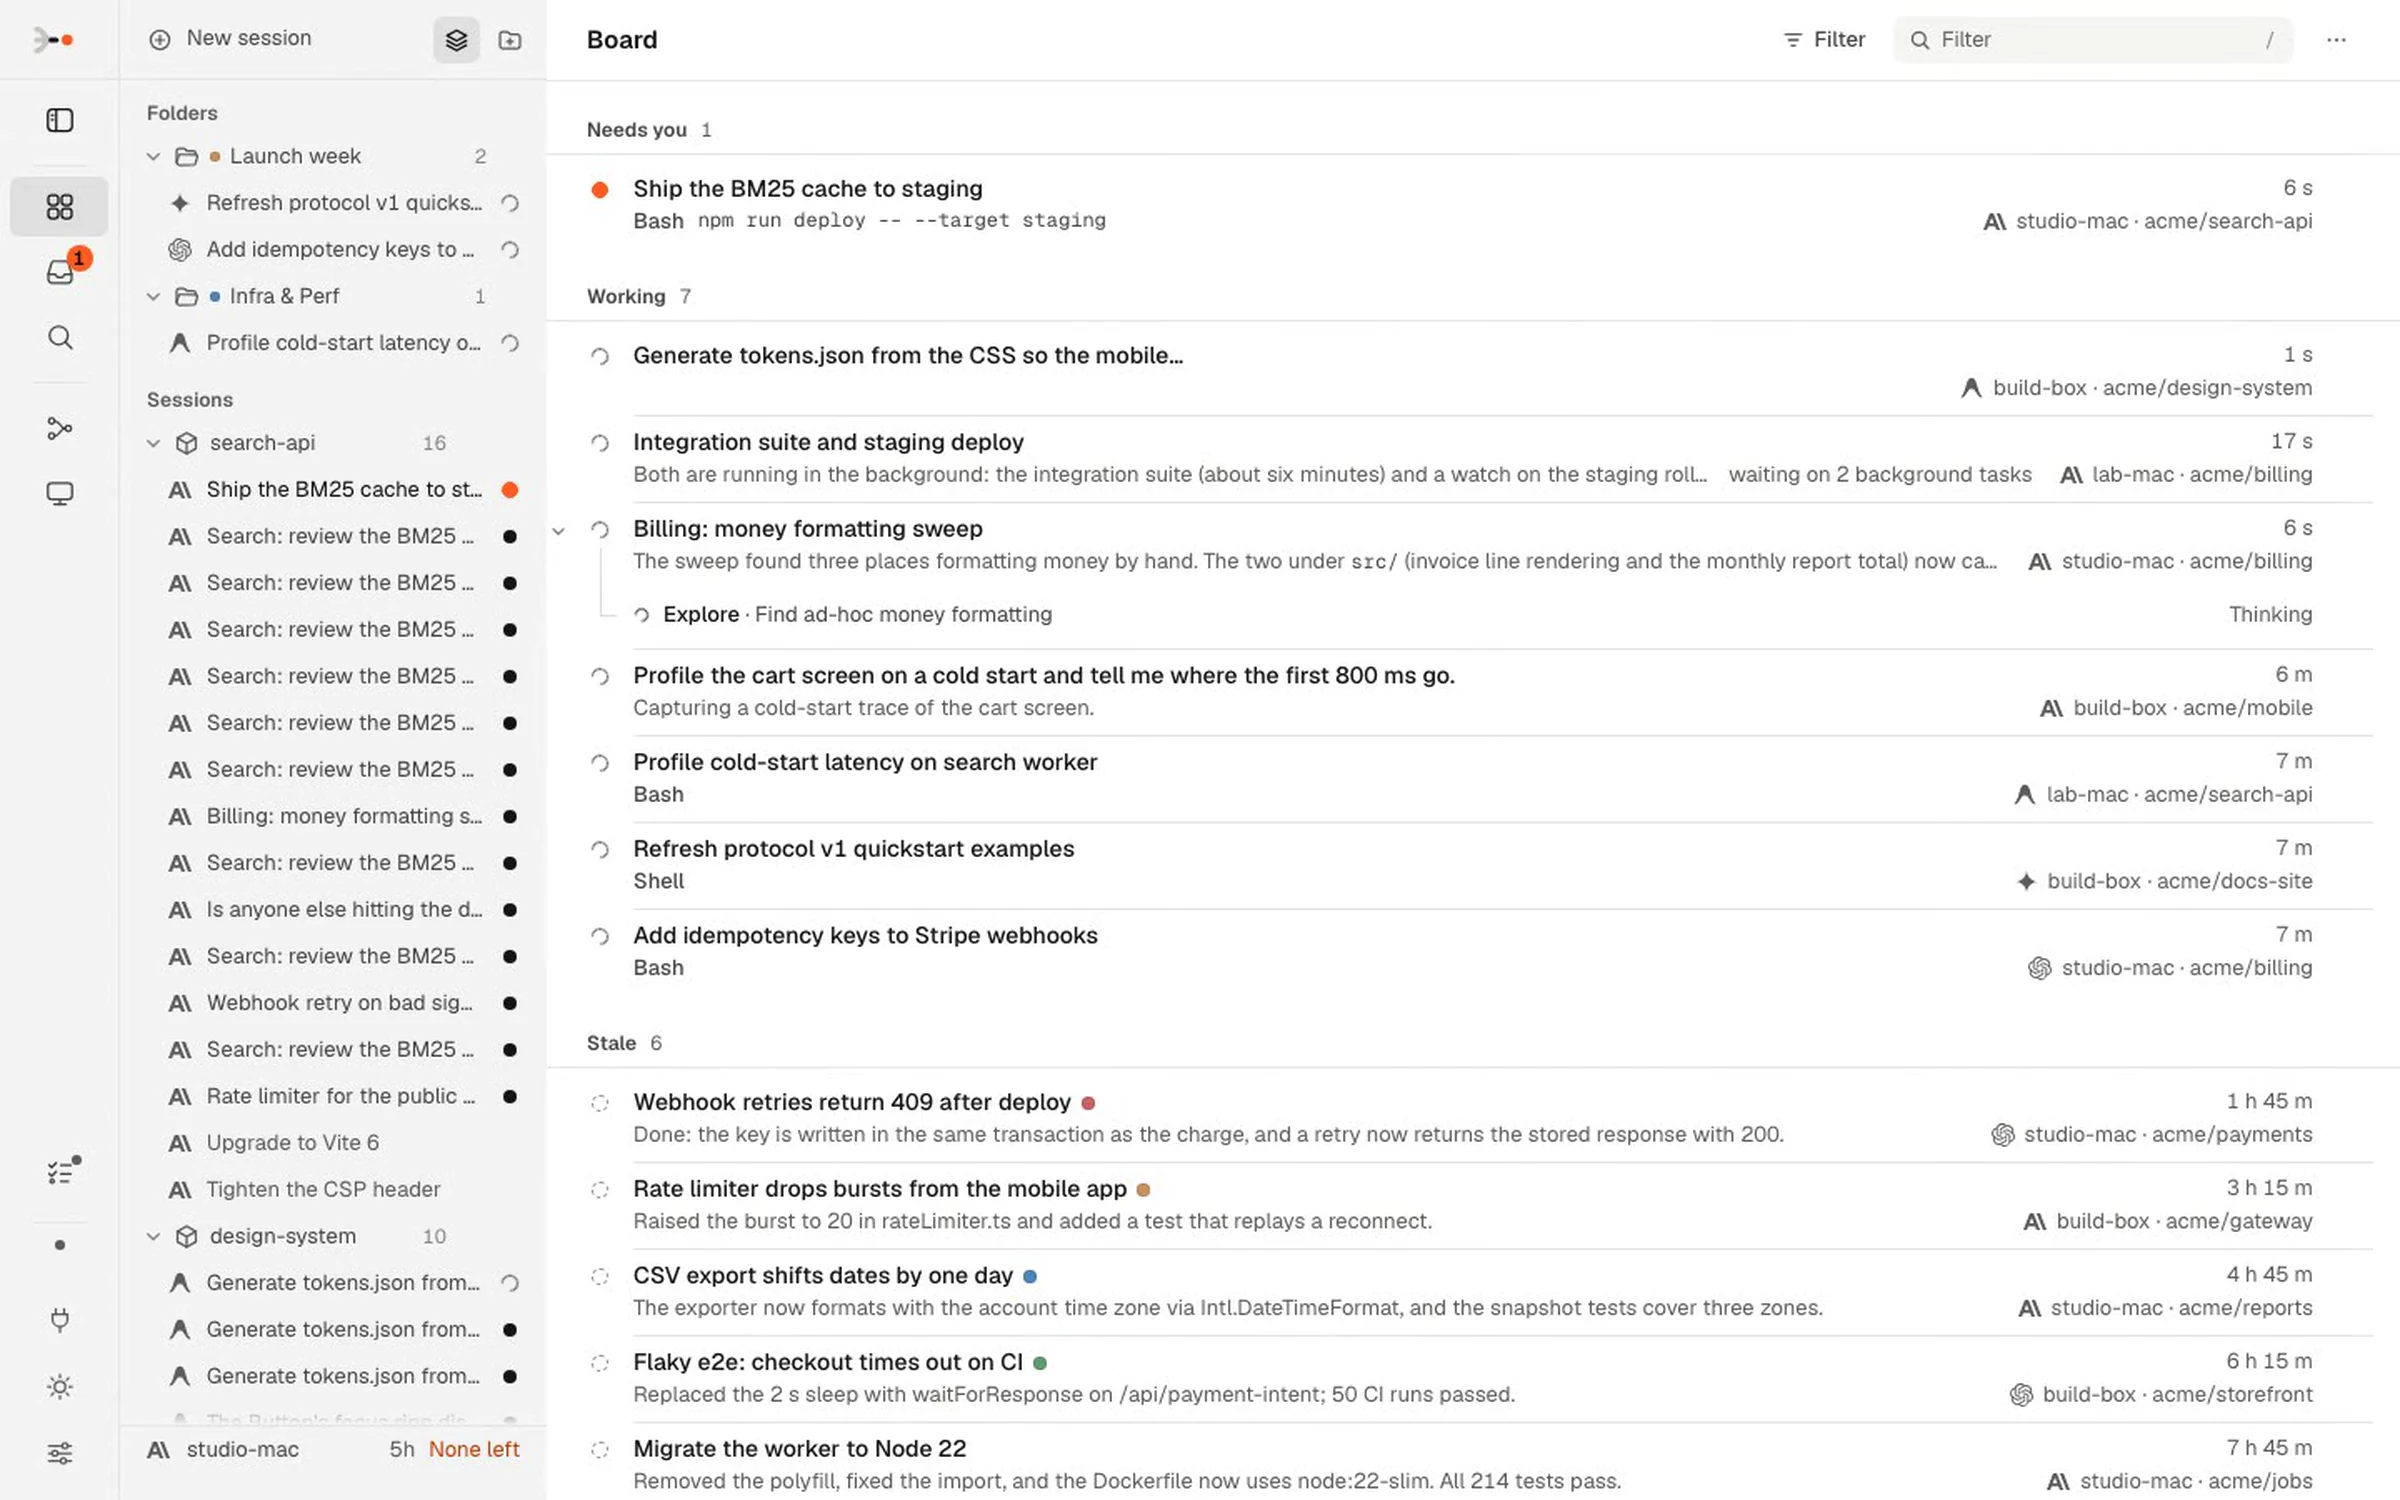 New session
Folders
Launch week 2
Refresh protocol v1 quicks...
Add idempotency keys to ...
Infra & Perf 1
Profile cold-start latency o...
Sessions
search-api 16
Ship the BM25 cache to st...
Search: review the BM25 ...
Search: review the BM25 ...
Search: review the BM25 ...
Search: review the BM25 ...
Search: review the BM25 ...
Search: review the BM25 ...
Billing: money formatting s...
Search: review the BM25 ...
Is anyone else hitting the d...
Search: review the BM25 ...
Webhook retry on bad sig...
Search: review the BM25 ...
Rate limiter for the public ...
Upgrade to Vite 6
Tighten the CSP header
design-system 10
Generate tokens.json from...
Generate tokens.json from...
Generate tokens.json from...
The Button's focus ring dis...
studio-mac 5h None left
1
Board
Filter
Filter /
Needs you 1
Ship the BM25 cache to staging 6 s
Bash npm run deploy -- --target staging studio-mac · acme/search-api
Working 7
Generate tokens.json from the CSS so the mobile... 1 s
build-box · acme/design-system
Integration suite and staging deploy 17 s
Both are running in the background: the integration suite (about six minutes) and a watch on the staging roll... waiting on 2 background tasks lab-mac · acme/billing
Billing: money formatting sweep 6 s
The sweep found three places formatting money by hand. The two under src/ (invoice line rendering and the monthly report total) now ca... studio-mac · acme/billing
Explore · Find ad-hoc money formatting Thinking
Profile the cart screen on a cold start and tell me where the first 800 ms go. 6 m
Capturing a cold-start trace of the cart screen. build-box · acme/mobile
Profile cold-start latency on search worker 7 m
Bash lab-mac · acme/search-api
Refresh protocol v1 quickstart examples 7 m
Shell build-box · acme/docs-site
Add idempotency keys to Stripe webhooks 7 m
Bash studio-mac · acme/billing
Stale 6
Webhook retries return 409 after deploy 1 h 45 m
Done: the key is written in the same transaction as the charge, and a retry now returns the stored response with 200. studio-mac · acme/payments
Rate limiter drops bursts from the mobile app 3 h 15 m
Raised the burst to 20 in rateLimiter.ts and added a test that replays a reconnect. build-box · acme/gateway
CSV export shifts dates by one day 4 h 45 m
The exporter now formats with the account time zone via Intl.DateTimeFormat, and the snapshot tests cover three zones. studio-mac · acme/reports
Flaky e2e: checkout times out on CI 6 h 15 m
Replaced the 2 s sleep with waitForResponse on /api/payment-intent; 50 CI runs passed. build-box · acme/storefront
Migrate the worker to Node 22 7 h 45 m
Removed the polyfill, fixed the import, and the Dockerfile now uses node:22-slim. All 214 tests pass. studio-mac · acme/jobs